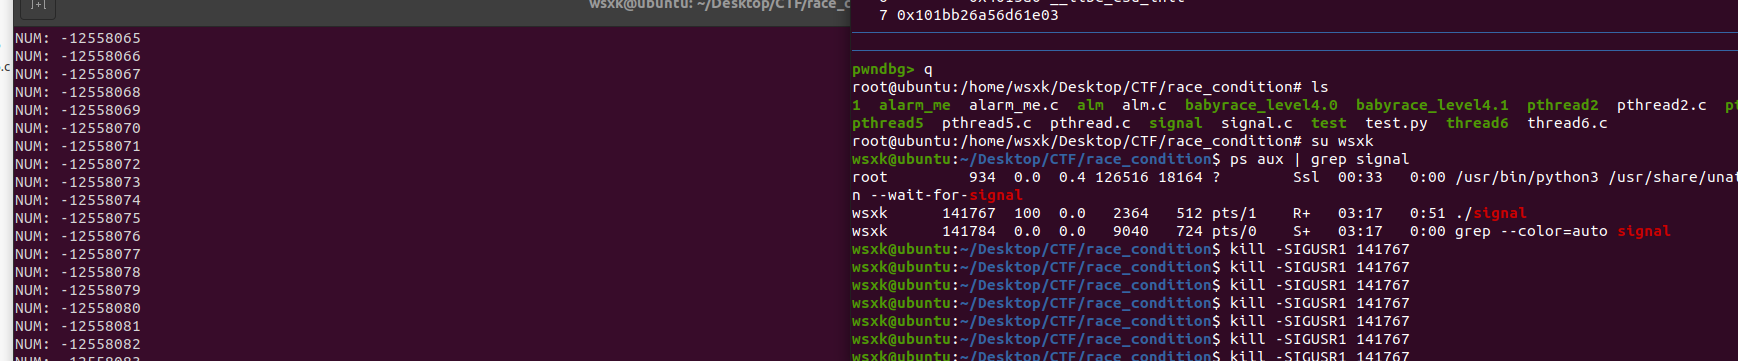 wsxk@ubuntu: ~/Desktop/CTF/race_c
.c
NUM: -12558065
NUM: -12558066
NUM: -12558067
NUM: -12558068
NUM: -12558069
NUM: -12558070
NUM: -12558071
NUM: -12558072
NUM: -12558073
NUM: -12558074
NUM: -12558075
NUM: -12558076
NUM: -12558077
NUM: -12558078
NUM: -12558079
NUM: -12558080
NUM: -12558081
NUM: -12558082
NUM: -12558083
7 0x101bb26a56d61e03
pwndbg> q
root@ubuntu:/home/wsxk/Desktop/CTF/race_condition# ls
1 alarm_me alarm_me.c alm alm.c babyrace_level4.0 babyrace_level4.1 pthread2 pthread2.c pt
pthread5 pthread5.c pthread.c signal signal.c test test.py thread6 thread6.c
root@ubuntu:/home/wsxk/Desktop/CTF/race_condition# su wsxk
wsxk@ubuntu:~/Desktop/CTF/race_condition$ ps aux | grep signal
root 934 0.0 0.4 126516 18164 ? Ssl 00:33 0:00 /usr/bin/python3 /usr/share/unat
n --wait-for-signal
wsxk 141767 100 0.0 2364 512 pts/1 R+ 03:17 0:51 ./signal
wsxk 141784 0.0 0.0 9040 724 pts/0 S+ 03:17 0:00 grep --color=auto signal
wsxk@ubuntu:~/Desktop/CTF/race_condition$ kill -SIGUSR1 141767
wsxk@ubuntu:~/Desktop/CTF/race_condition$ kill -SIGUSR1 141767
wsxk@ubuntu:~/Desktop/CTF/race_condition$ kill -SIGUSR1 141767
wsxk@ubuntu:~/Desktop/CTF/race_condition$ kill -SIGUSR1 141767
wsxk@ubuntu:~/Desktop/CTF/race_condition$ kill -SIGUSR1 141767
wsxk@ubuntu:~/Desktop/CTF/race_condition$ kill -SIGUSR1 141767
wsxk@ubuntu:~/Desktop/CTF/race_condition$ kill -SIGUSR1 141767